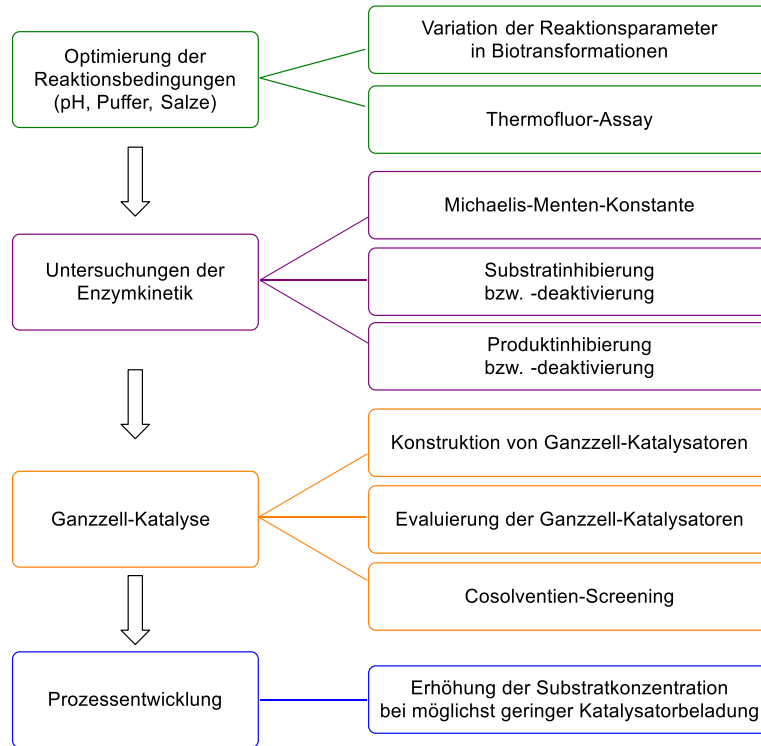 Optimierung der
Reaktionsbedingungen
(pH, Puffer, Salze)
Variation der Reaktionsparameter
in Biotransformationen
Thermofluor-Assay
Untersuchungen der
Enzymkinetik
Michaelis-Menten-Konstante
Substratinhibierung
bzw. -deaktivierung
Produktinhibierung
bzw. -deaktivierung
Ganzzell-Katalyse
Konstruktion von Ganzzell-Katalysatoren
Evaluierung der Ganzzell-Katalysatoren
Cosolventien-Screening
Prozessentwicklung
Erhöhung der Substratkonzentration
bei möglichst geringer Katalysatorbeladung